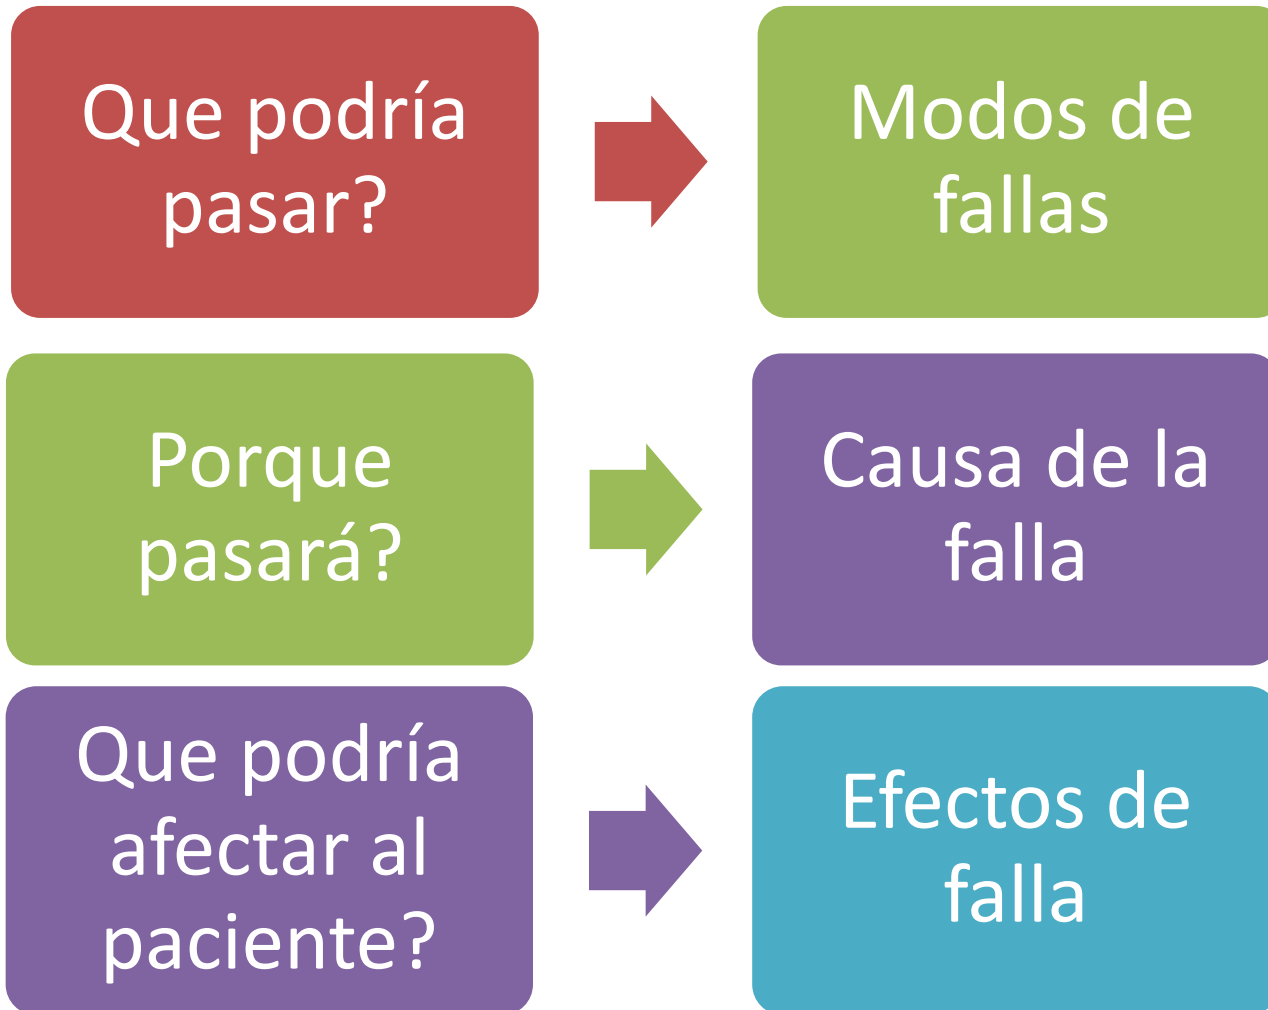 Que podría
pasar?
Modos de
fallas
Porque
pasará?
Causa de la
falla
Que podría
afectar al
paciente?
Efectos de
falla